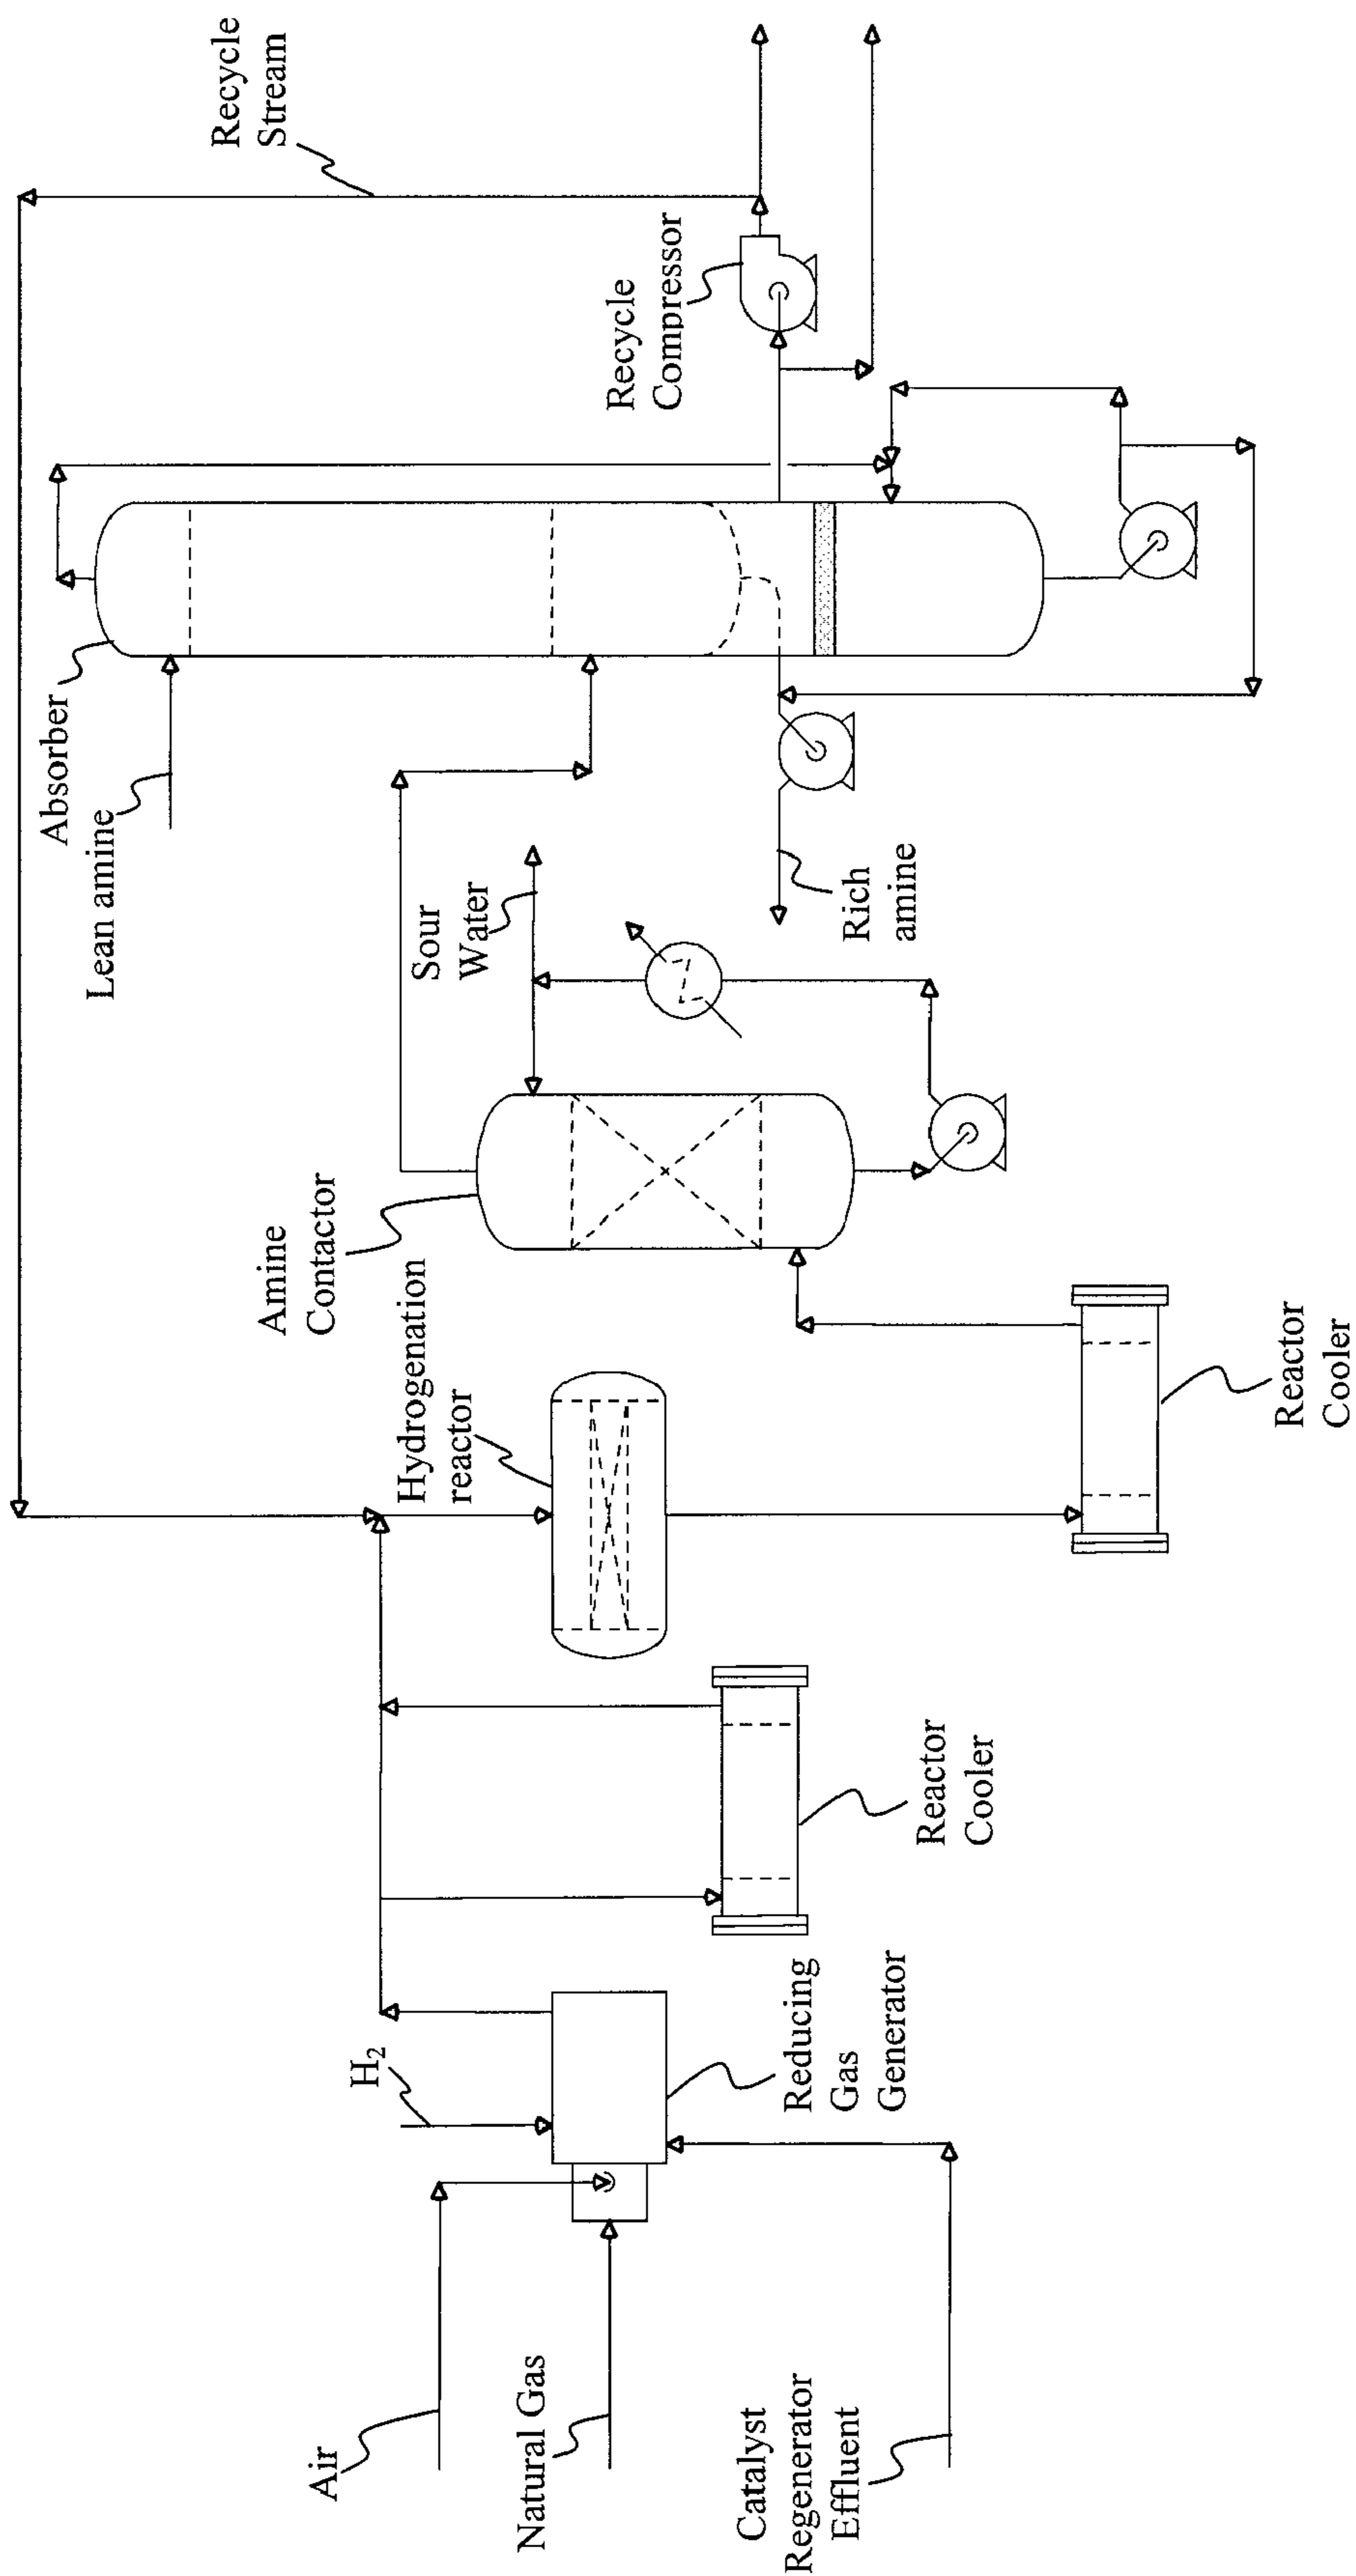 Air
Natural Gas
Catalyst
Regenerator
Effluent
H₂
Reducing
Gas
Generator
Reactor
Cooler
Hydrogenation
reactor
Reactor
Cooler
Amine
Contactor
Sour
Water
Absorber
Lean amine
Rich
amine
Recycle
Compressor
Recycle
Stream